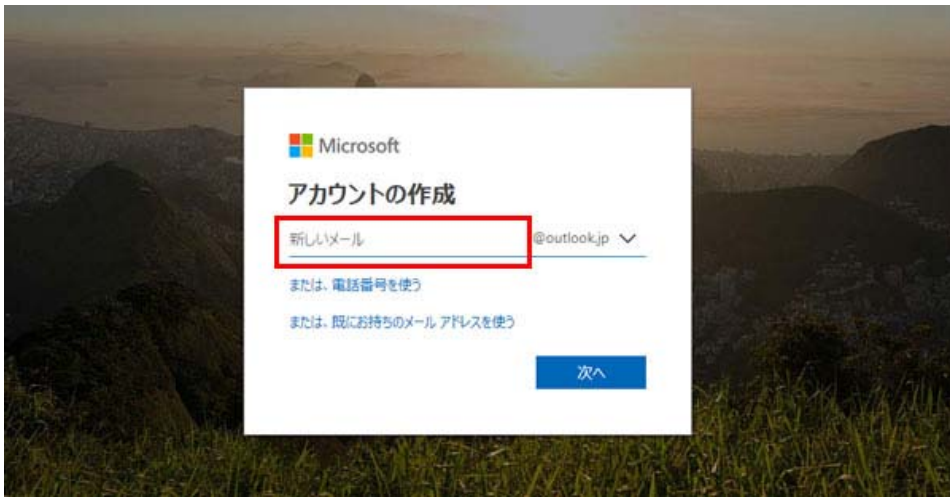 Microsoft
アカウントの作成
新しいメール @outlook.jp
または、電話番号を使う
または、既にお持ちのメール アドレスを使う
次へ